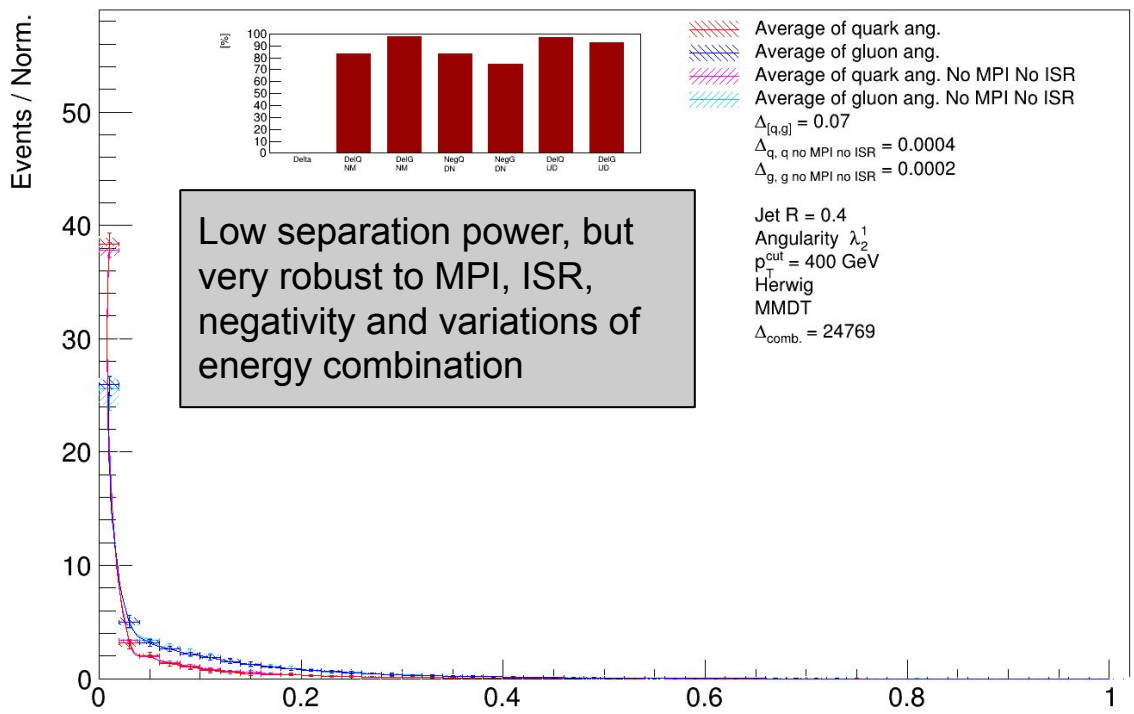 Events / Norm.
50
40
30
20
10
0
0
0.2
0.4
0.6
0.8
1
[%]
100
90
80
70
60
50
40
30
20
10
0
Delta
DelQ
NM
DelG
NM
NegQ
DN
NegG
DN
DelQ
UD
DelG
UD
Low separation power, but
very robust to MPI, ISR,
negativity and variations of
energy combination
Average of quark ang.
Average of gluon ang.
Average of quark ang. No MPI No ISR
Average of gluon ang. No MPI No ISR
Δ[q,g] = 0.07
Δq, q no MPI no ISR = 0.0004
Δg, g no MPI no ISR = 0.0002
Jet R = 0.4
Angularity λ¹₂
pTcut = 400 GeV
Herwig
MMDT
Δcomb. = 24769